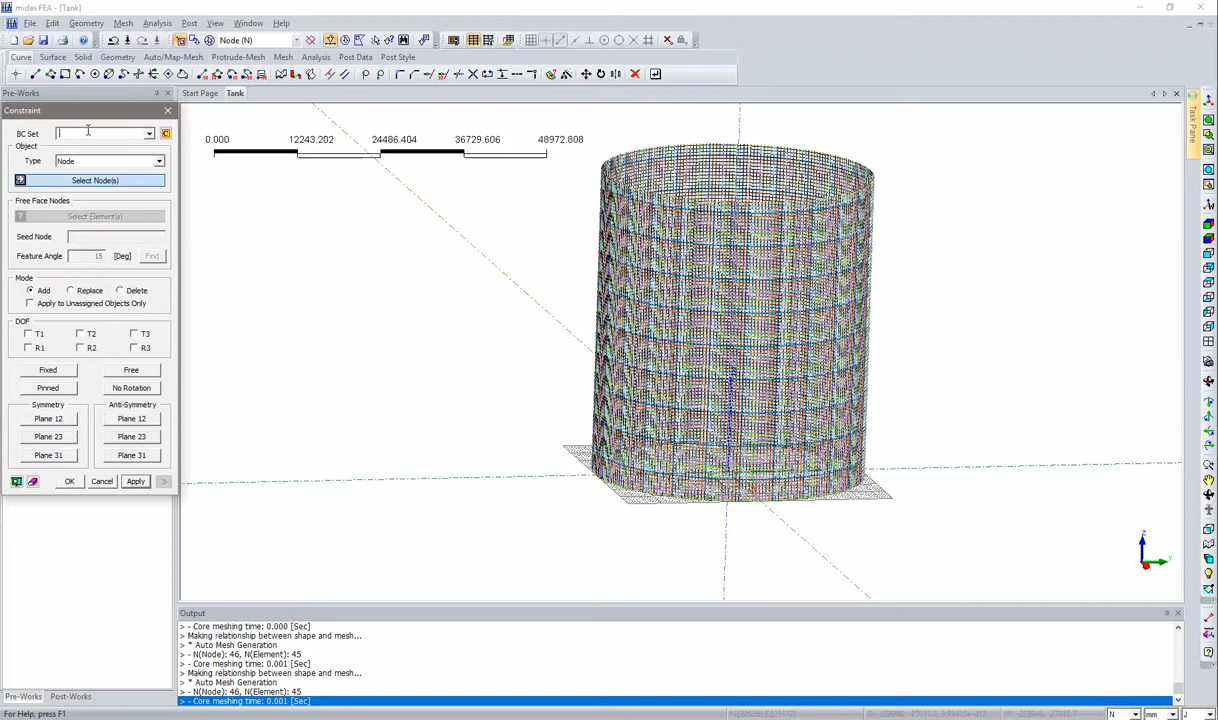 midas FEA - [Tank]
File Edit Geometry Mesh Analysis Post View Window Help
Node (N)
Curve Surface Solid Geometry Auto/Map-Mesh Protrude-Mesh Mesh Analysis Post Data Post Style
Pre-Works
Start Page Tank
Task Pane
Constraint
BC Set
Object
Type Node
Select Node(s)
Free Face Nodes
Select Element(s)
Seed Node
Feature Angle 15 [Deg] Find
Mode
Add Replace Delete
Apply to Unassigned Objects Only
DOF
T1 T2 T3
R1 R2 R3
Fixed Free
Pinned No Rotation
Symmetry Anti-Symmetry
Plane 12 Plane 12
Plane 23 Plane 23
Plane 31 Plane 31
OK Cancel Apply >
0.000 12243.202 24486.404 36729.606 48972.808
Z
Y
Output
> - Core meshing time: 0.000 [Sec]
> Making relationship between shape and mesh...
> * Auto Mesh Generation
> - N(Node): 46, N(Element): 45
> - Core meshing time: 0.001 [Sec]
> Making relationship between shape and mesh...
> * Auto Mesh Generation
> - N(Node): 46, N(Element): 45
> - Core meshing time: 0.001 [Sec]
Pre-Works Post-Works
For Help, press F1
N mm J